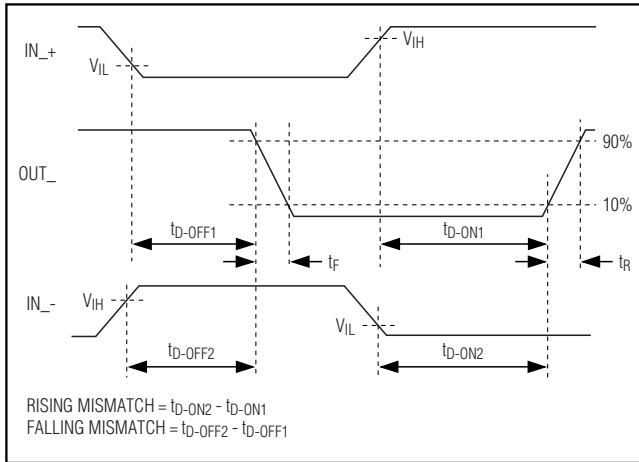 IN_+
VIL
VIH
OUT_
90%
10%
tD-OFF1
tF
tD-ON1
tR
IN_-
VIH
VIL
tD-OFF2
tD-ON2
RISING MISMATCH = tD-ON2 - tD-ON1
FALLING MISMATCH = tD-OFF2 - tD-OFF1